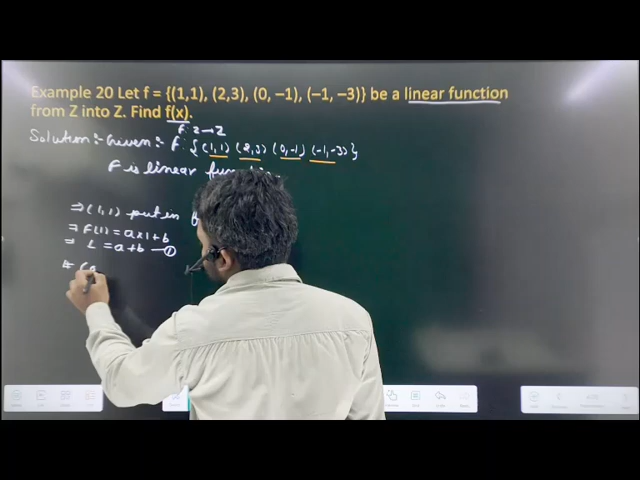 Example 20 Let f = {(1,1), (2,3), (0, –1), (–1, –3)} be a linear function
from Z into Z. Find f(x).
f: Z → Z
Solution :- Given :- f: {(1,1) (2,3) (0,-1) (-1,-3)},
F is linear function
⇒ (1,1) put in
⇒ F(1) = a×1+b
⇒ 1 = a+b —①